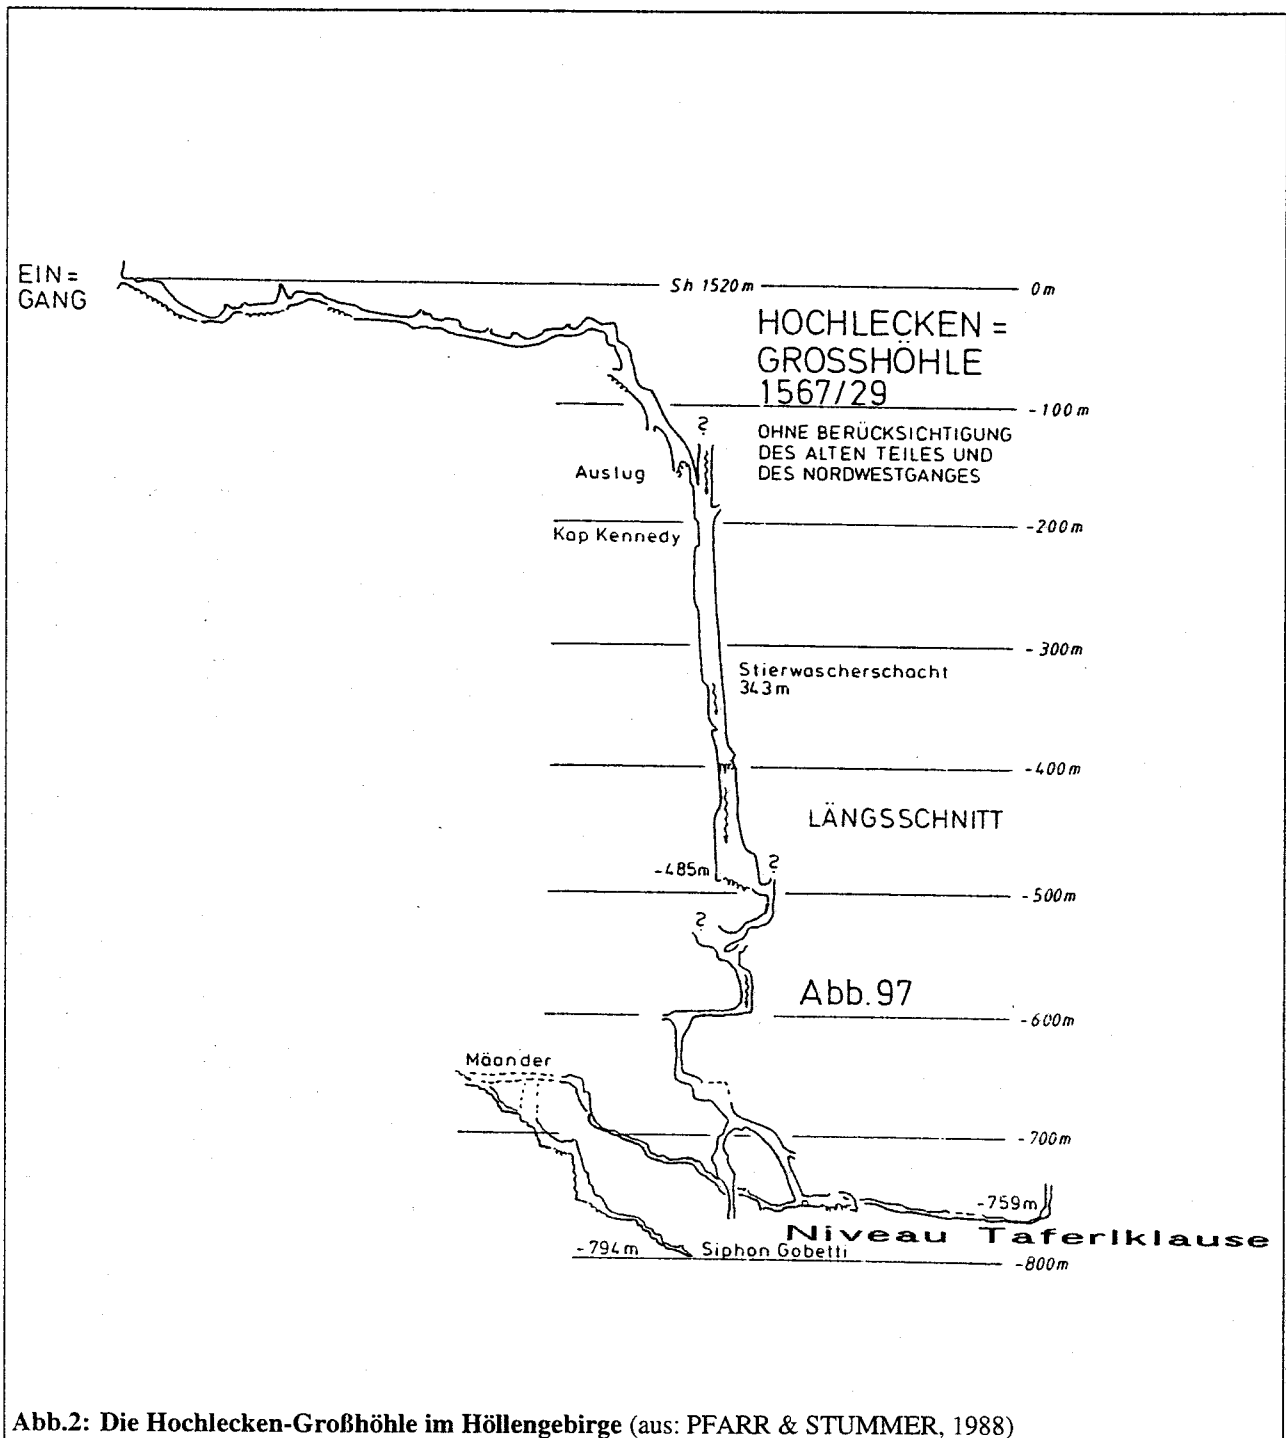 EIN=
GANG
Sh 1520m
0m
HOCHLECKEN =
GROSSHÖHLE
1567/29
-100m
?
OHNE BERÜCKSICHTIGUNG
DES ALTEN TEILES UND
DES NORDWESTGANGES
Auslug
-200m
Kap Kennedy
-300m
Stierwascherschacht
343m
-400m
LÄNGSSCHNITT
-485m
?
-500m
?
Abb.97
-600m
Mäander
-700m
-759m
Niveau Taferlklause
-794m
Siphon Gobetti
-800m
Abb.2: Die Hochlecken-Großhöhle im Höllengebirge (aus: PFARR & STUMMER, 1988)